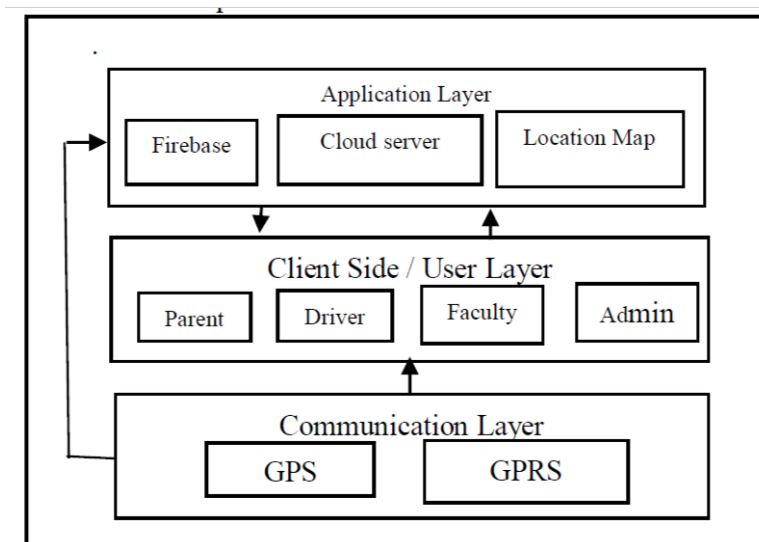 Application Layer
Firebase
Cloud server
Location Map
Client Side / User Layer
Parent
Driver
Faculty
Admin
Communication Layer
GPS
GPRS